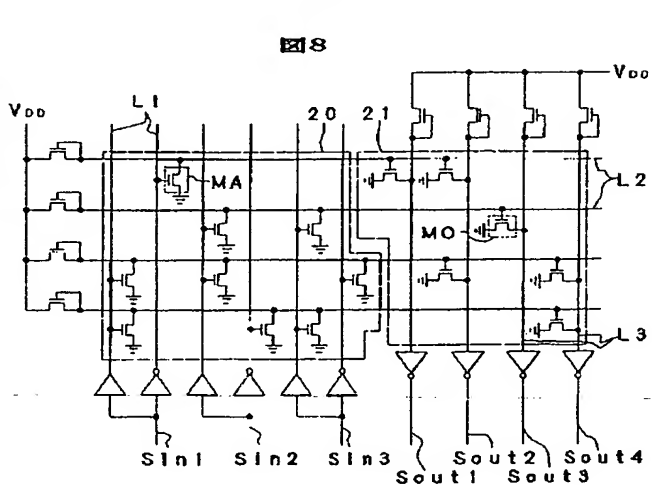 図8
VDD
L1
20
21
VDD
MA
L2
MO
L3
Sin1
Sin2
Sin3
Sout1
Sout2
Sout3
Sout4